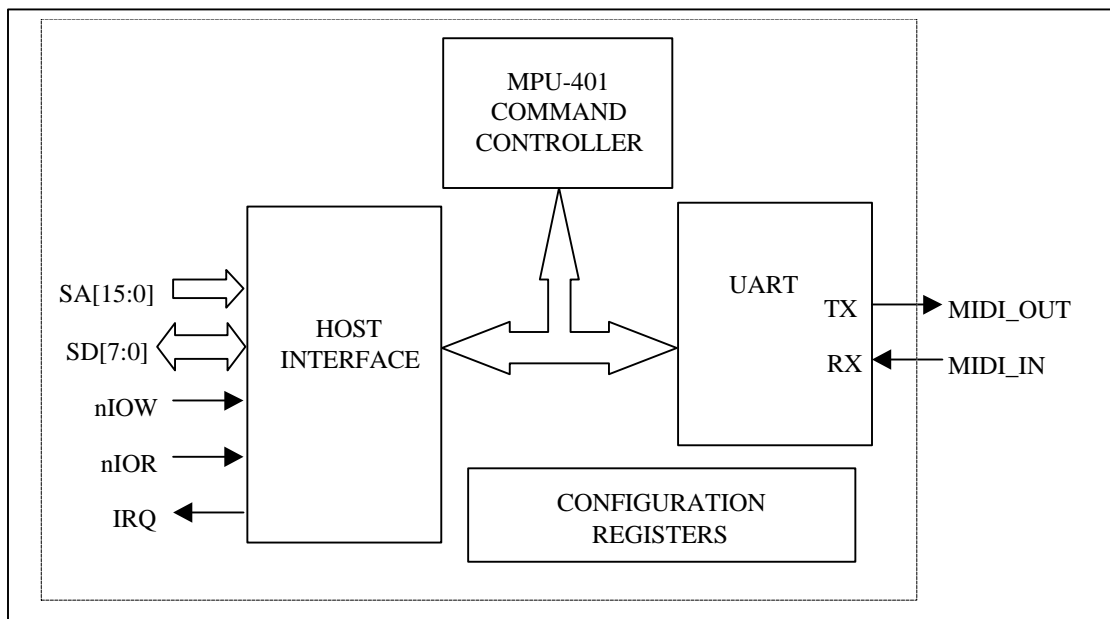 MPU-401
COMMAND
CONTROLLER
SA[15:0]
SD[7:0]
nIOW
nIOR
IRQ
HOST
INTERFACE
UART
TX
RX
MIDI_OUT
MIDI_IN
CONFIGURATION
REGISTERS